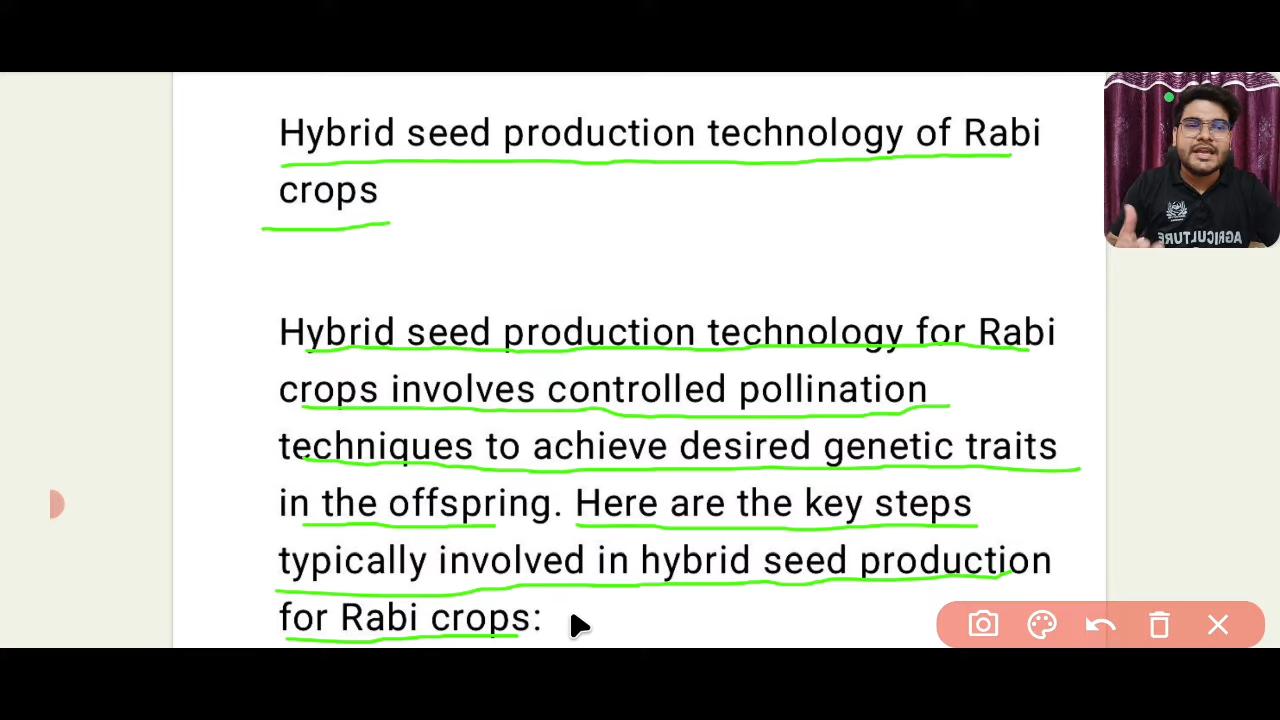 Hybrid seed production technology of Rabi
crops
Hybrid seed production technology for Rabi
crops involves controlled pollination
techniques to achieve desired genetic traits
in the offspring. Here are the key steps
typically involved in hybrid seed production
for Rabi crops:
AGRICULTURE